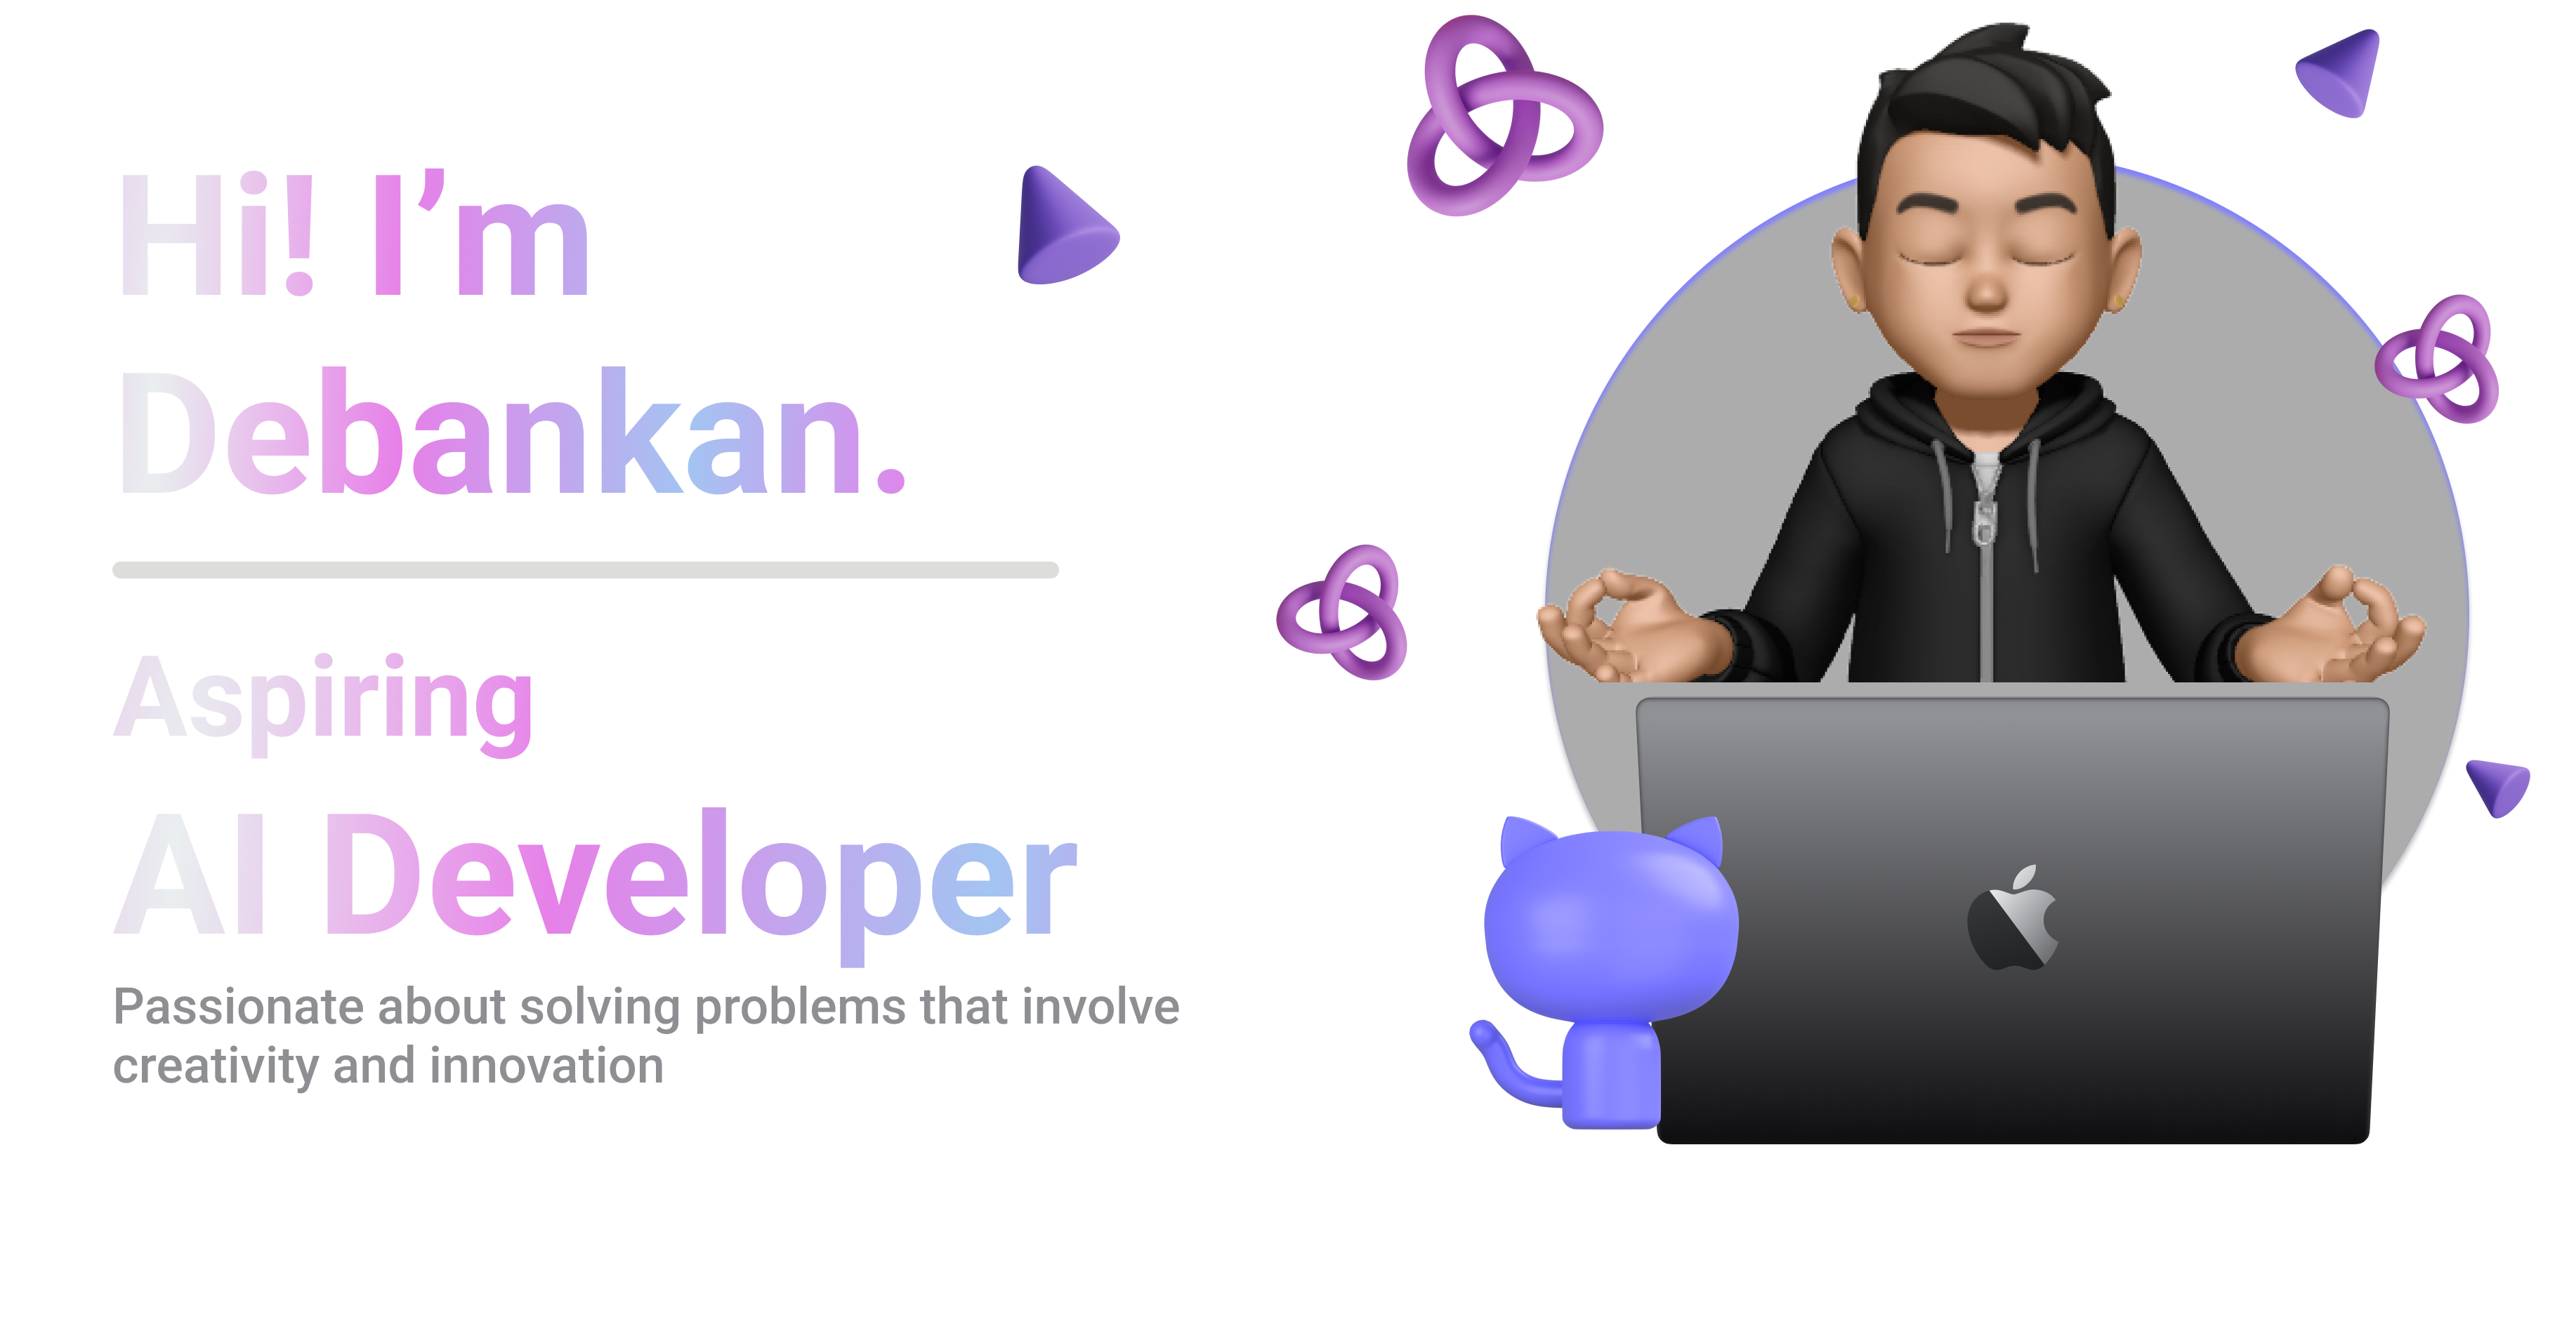 Hi! I’m
Debankan.
Aspiring
AI Developer
Passionate about solving problems that involve
creativity and innovation